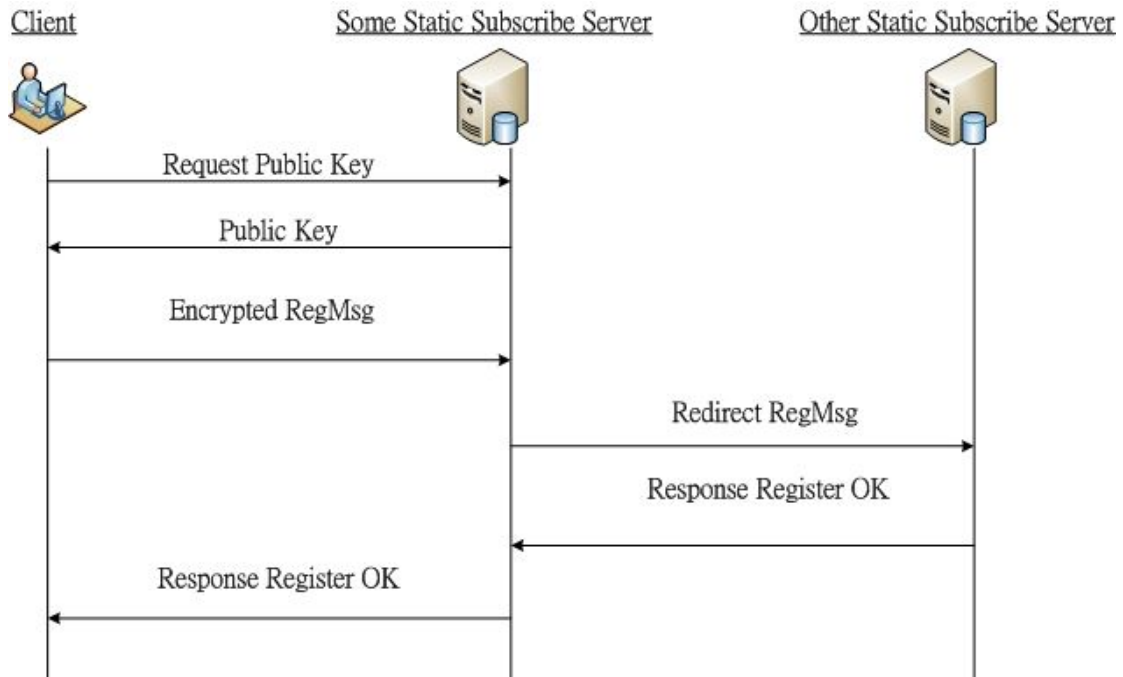 Client
Some Static Subscribe Server
Other Static Subscribe Server
Request Public Key
Public Key
Encrypted RegMsg
Redirect RegMsg
Response Register OK
Response Register OK